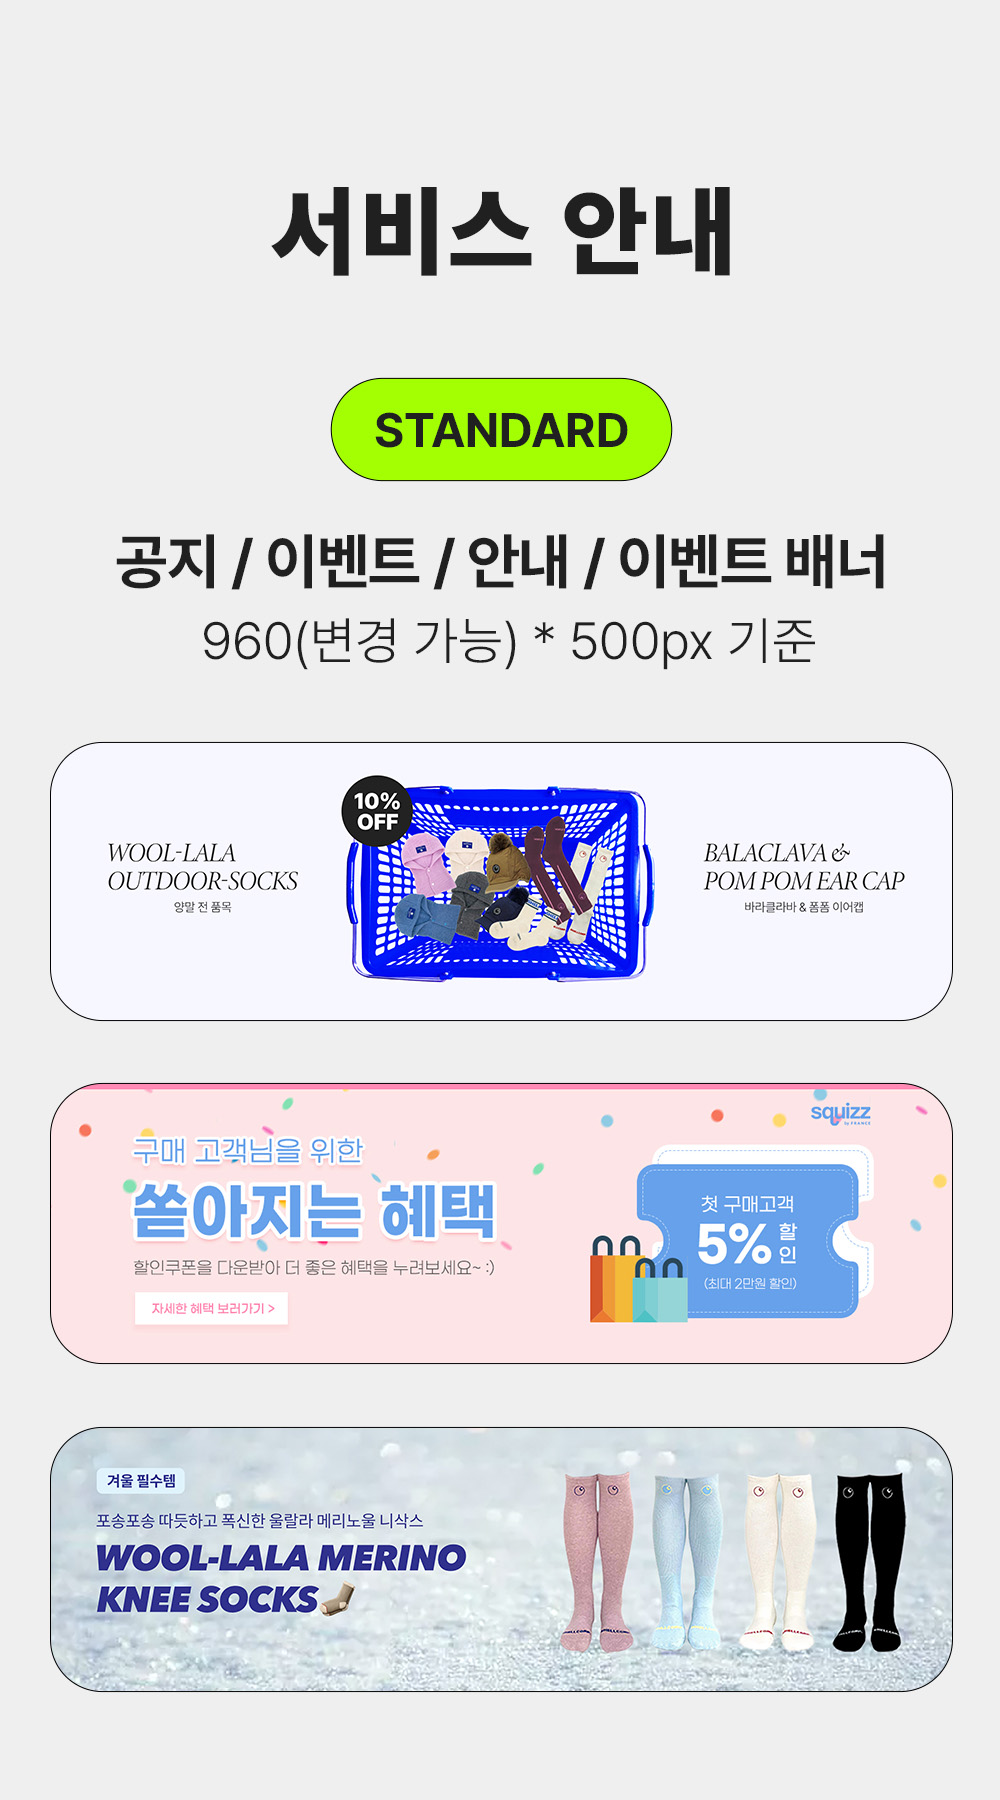 서비스 안내
STANDARD
공지 / 이벤트 / 안내 / 이벤트 배너
960(변경 가능) * 500px 기준
10%
OFF
WOOL-LALA
OUTDOOR-SOCKS
양말 전 품목
BALACLAVA &
POM POM EAR CAP
바라클라바 & 폼폼 이어캡
squizz
by FRANCE
구매 고객님을 위한
쏟아지는 혜택
할인쿠폰을 다운받아 더 좋은 혜택을 누려보세요~ :)
자세한 혜택 보러가기 >
첫 구매고객
5% 할인
(최대 2만원 할인)
겨울 필수템
포송포송 따듯하고 폭신한 울랄라 메리노울 니삭스
WOOL-LALA MERINO
KNEE SOCKS